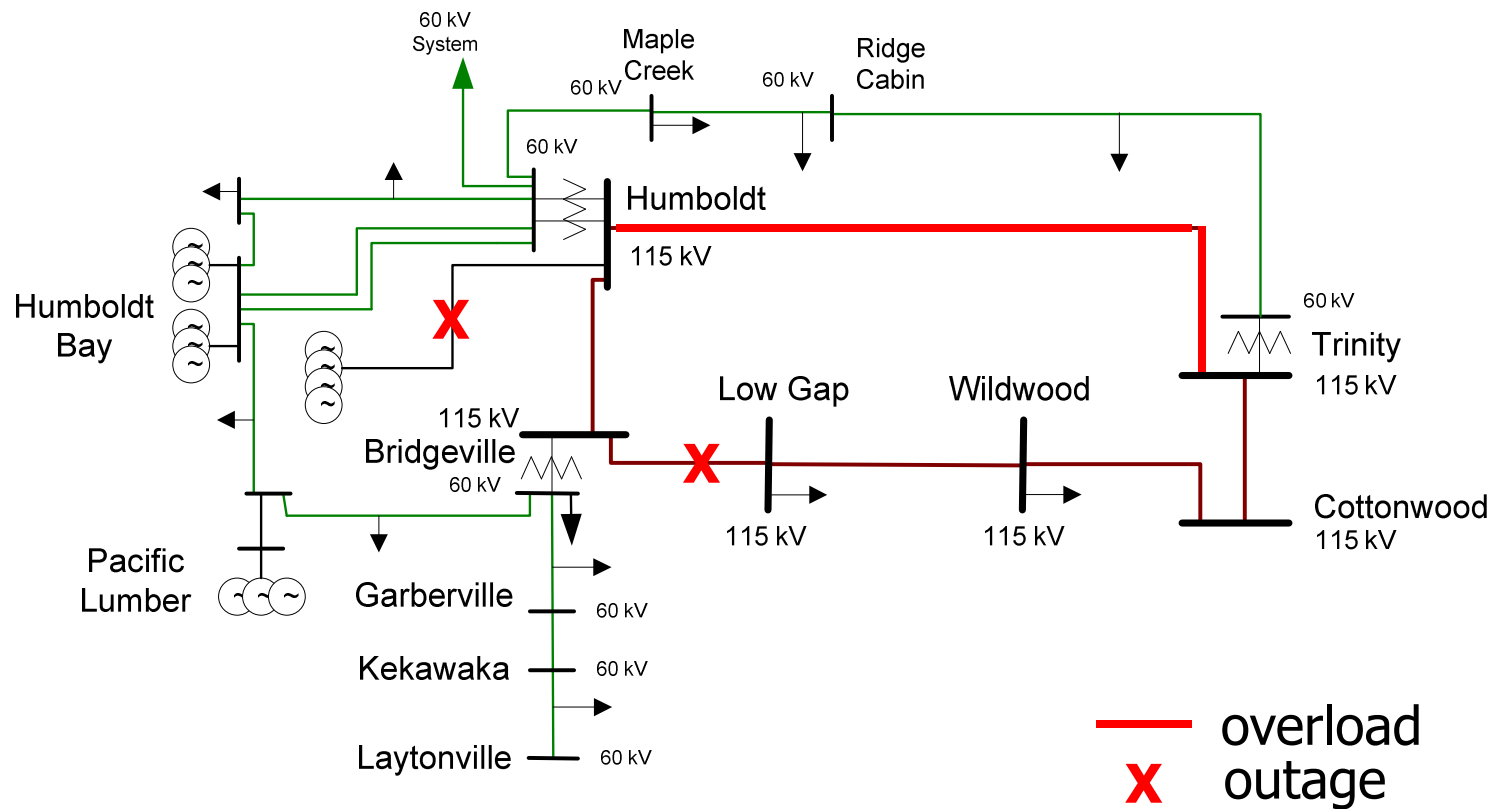 60 kV
System
Maple
Creek
Ridge
Cabin
60 kV
60 kV
60 kV
Humboldt
115 kV
Humboldt
Bay
~
~
~
~
~
~
~
~
~
~
X
60 kV
Trinity
115 kV
Low Gap
Wildwood
115 kV
Bridgeville
60 kV
X
115 kV
115 kV
Cottonwood
115 kV
Pacific
Lumber
~
~
~
Garberville
60 kV
Kekawaka
60 kV
Laytonville
60 kV
overload
X
outage